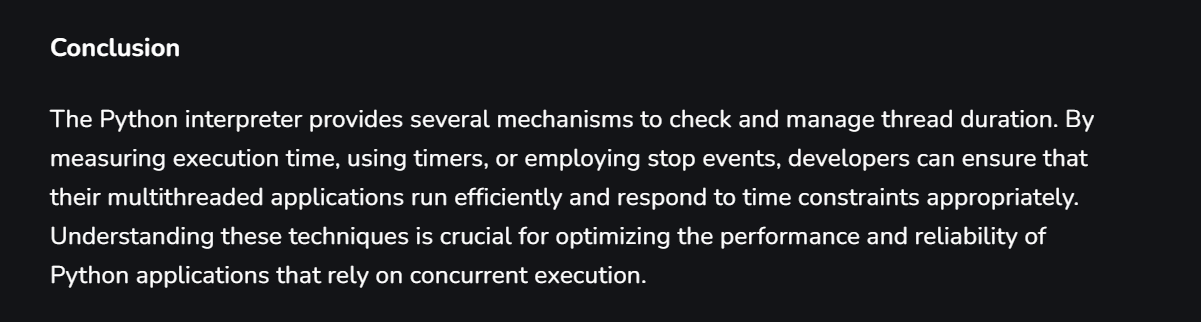 Conclusion
The Python interpreter provides several mechanisms to check and manage thread duration. By
measuring execution time, using timers, or employing stop events, developers can ensure that
their multithreaded applications run efficiently and respond to time constraints appropriately.
Understanding these techniques is crucial for optimizing the performance and reliability of
Python applications that rely on concurrent execution.